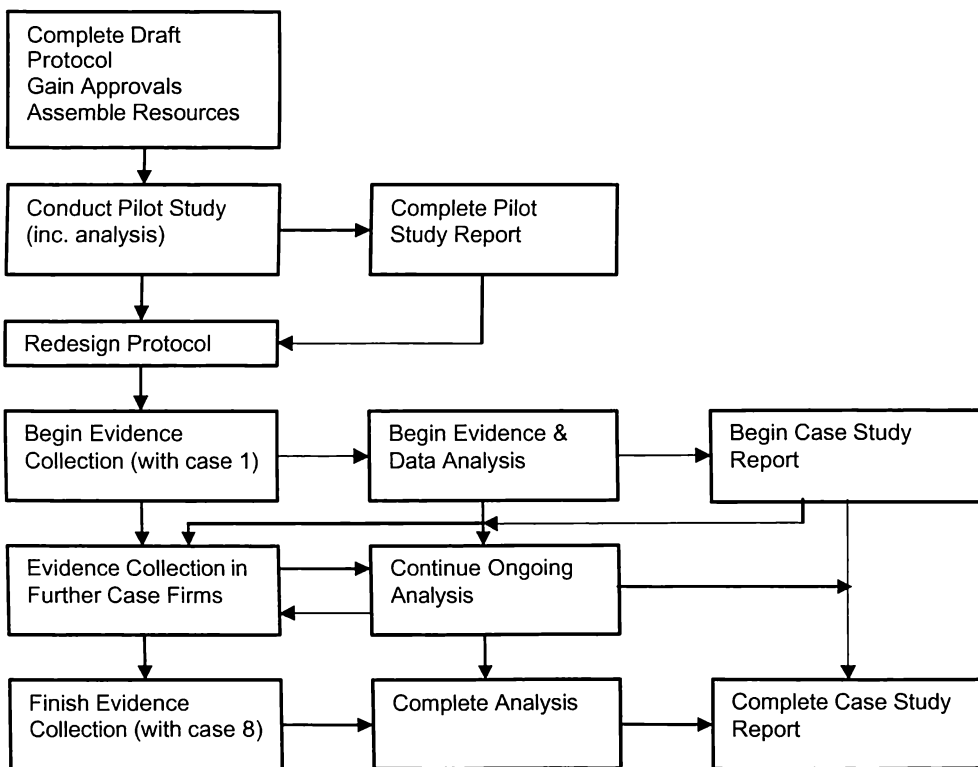 Complete Draft
Protocol
Gain Approvals
Assemble Resources
Conduct Pilot Study
(inc. analysis)
Complete Pilot
Study Report
Redesign Protocol
Begin Evidence
Collection (with case 1)
Begin Evidence &
Data Analysis
Begin Case Study
Report
Evidence Collection in
Further Case Firms
Continue Ongoing
Analysis
Finish Evidence
Collection (with case 8)
Complete Analysis
Complete Case Study
Report